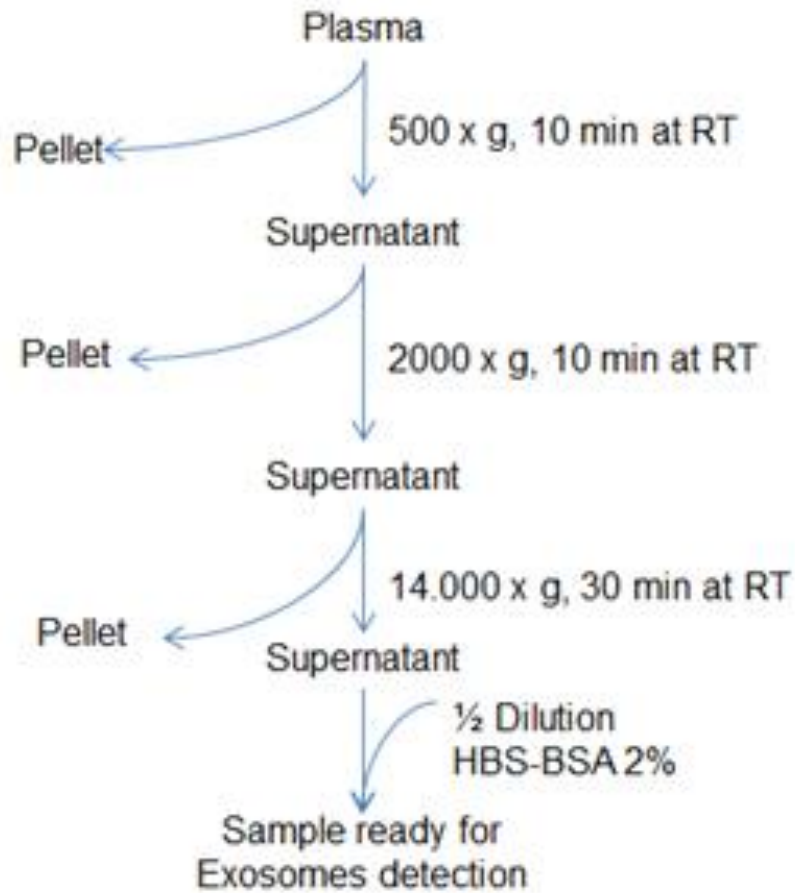 Plasma
500 x g, 10 min at RT
Pellet
Supernatant
Pellet
2000 x g, 10 min at RT
Supernatant
14.000 x g, 30 min at RT
Pellet
Supernatant
½ Dilution
HBS-BSA 2%
Sample ready for
Exosomes detection